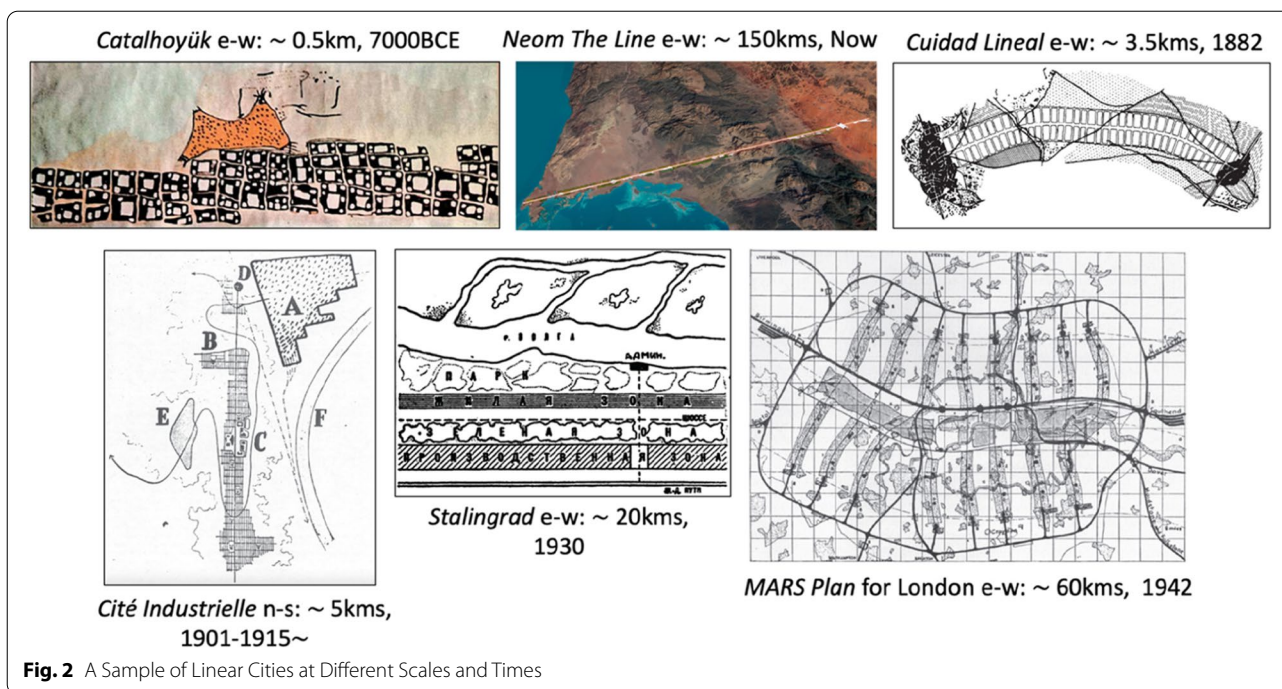 Catalhoyük e-w: ~ 0.5km, 7000BCE
Neom The Line e-w: ~ 150kms, Now
Cuidad Lineal e-w: ~ 3.5kms, 1882
D
A
B
E
C
F
р. ВОЛГА
АДМИН.
ПАРК
ЖИЛАЯ ЗОНА
ШОССЕ
ЗЕЛЕНАЯ ЗОНА
ПРОИЗВОДСТВЕННАЯ ЗОНА
Ж.-Д. ПУТИ
Stalingrad e-w: ~ 20kms,
1930
MARS Plan for London e-w: ~ 60kms, 1942
Cité Industrielle n-s: ~ 5kms,
1901-1915~
Fig. 2 A Sample of Linear Cities at Different Scales and Times